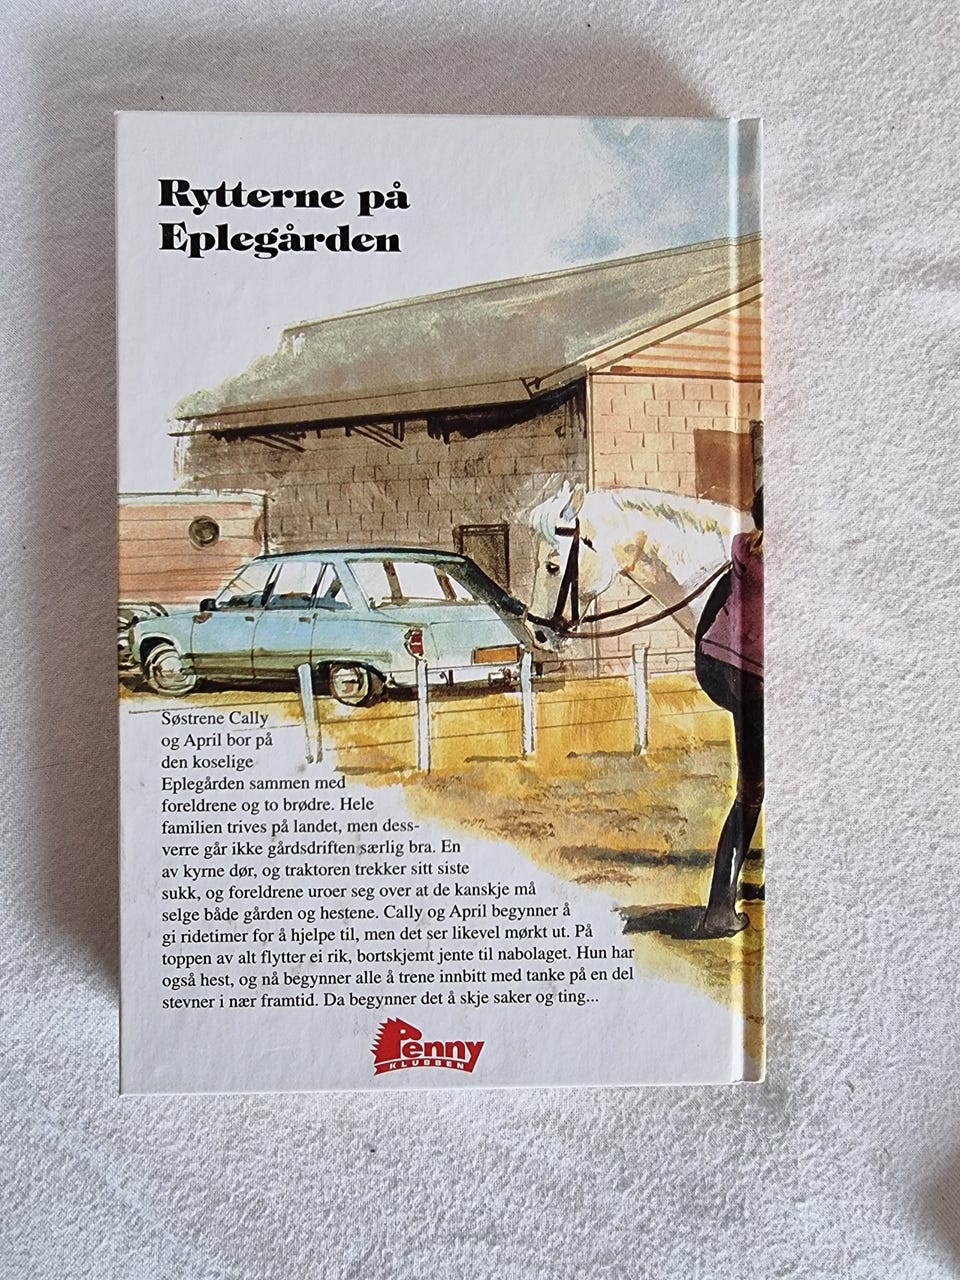 Rytterne på
Eplegården
Søstrene Cally
og April bor på
den koselige
Eplegården sammen med
foreldrene og to brødre. Hele
familien trives på landet, men dess-
verre går ikke gårdsdriften særlig bra. En
av kyrne dør, og traktoren trekker sitt siste
sukk, og foreldrene uroer seg over at de kanskje må
selge både gården og hestene. Cally og April begynner å
gi ridetimer for å hjelpe til, men det ser likevel mørkt ut. På
toppen av alt flytter ei rik, bortskjemt jente til nabolaget. Hun har
også hest, og nå begynner alle å trene innbitt med tanke på en del
stevner i nær framtid. Da begynner det å skje saker og ting...
Penny
KLUBBEN